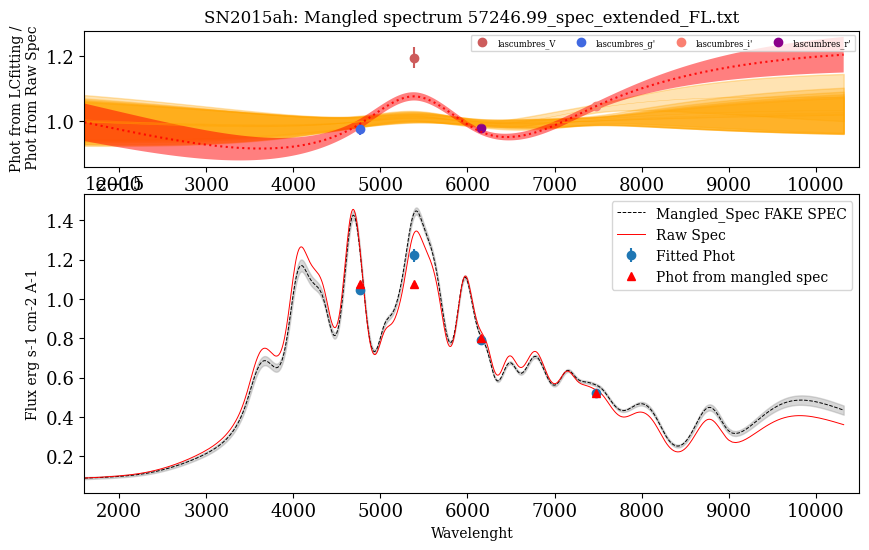 SN2015ah: Mangled spectrum 57246.99_spec_extended_FL.txt
Phot from LCfitting /
Phot from Raw Spec
1.2
1.0
lascumbres_V lascumbres_g' lascumbres_i' lascumbres_r'
2000 3000 4000 5000 6000 7000 8000 9000 10000
1e−15
Flux erg s-1 cm-2 A-1
1.4
1.2
1.0
0.8
0.6
0.4
0.2
Mangled_Spec FAKE SPEC
Raw Spec
Fitted Phot
Phot from mangled spec
2000 3000 4000 5000 6000 7000 8000 9000 10000
Wavelenght